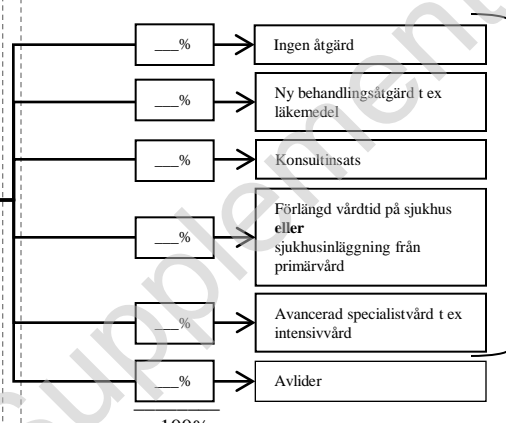 ___% Ingen åtgärd
___% Ny behandlingsåtgärd t ex
läkemedel
___% Konsultinsats
___% Förlängd vårdtid på sjukhus
eller
sjukhusinläggning från
primärvård
___% Avancerad specialistvård t ex
intensivvård
___% Avlider
100%
Supplement